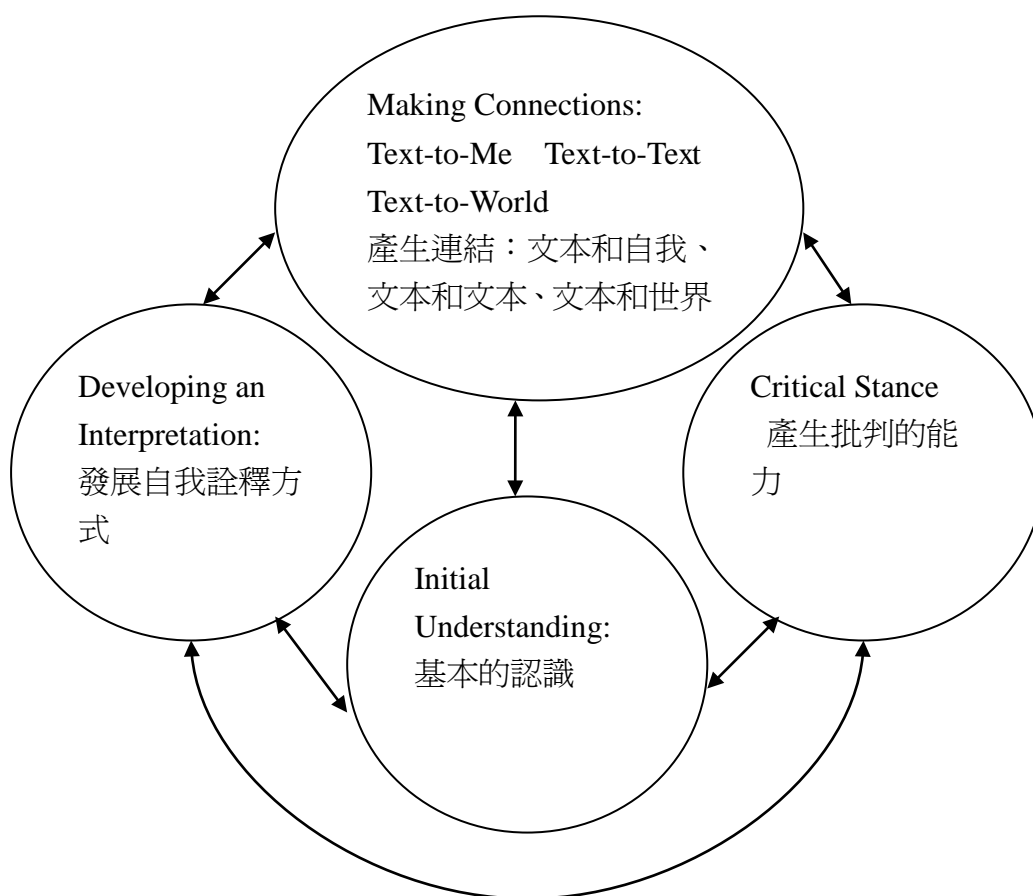 Making Connections:
Text-to-Me Text-to-Text
Text-to-World
產生連結：文本和自我、
文本和文本、文本和世界
Developing an
Interpretation:
發展自我詮釋方
式
Critical Stance
產生批判的能
力
Initial
Understanding:
基本的認識